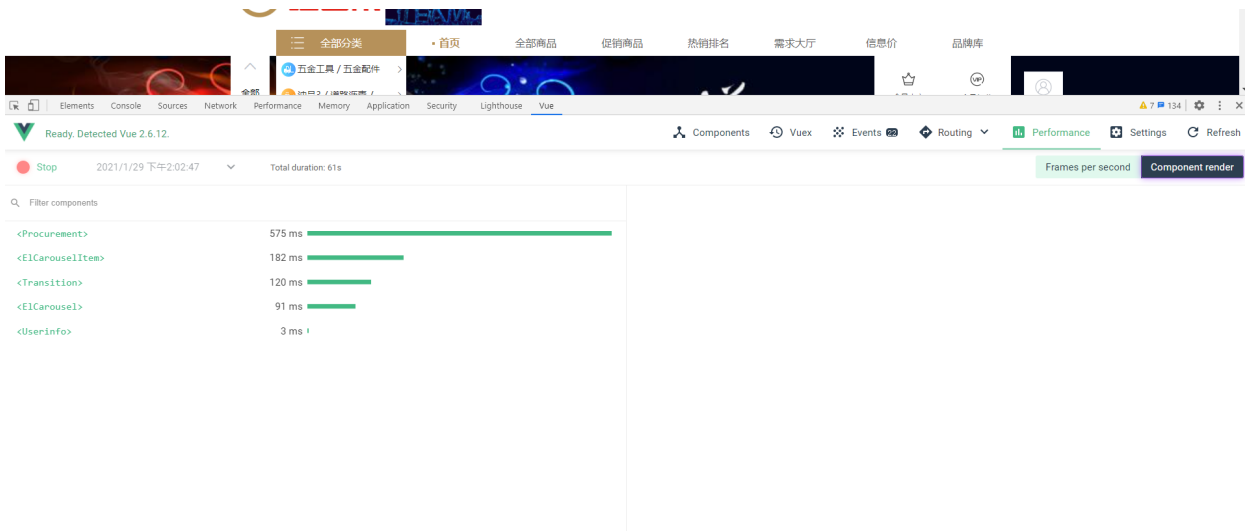 全部分类
• 首页
全部商品
促销商品
热销排名
需求大厅
信息价
品牌库
五金工具 / 五金配件
全部
Elements Console Sources Network Performance Memory Application Security Lighthouse Vue
7 134
Ready. Detected Vue 2.6.12.
Components Vuex Events 22 Routing Performance Settings Refresh
Stop 2021/1/29 下午2:02:47 Total duration: 61s Frames per second Component render
Filter components
<Procurement> 575 ms
<ElCarouselItem> 182 ms
<Transition> 120 ms
<ElCarousel> 91 ms
<Userinfo> 3 ms